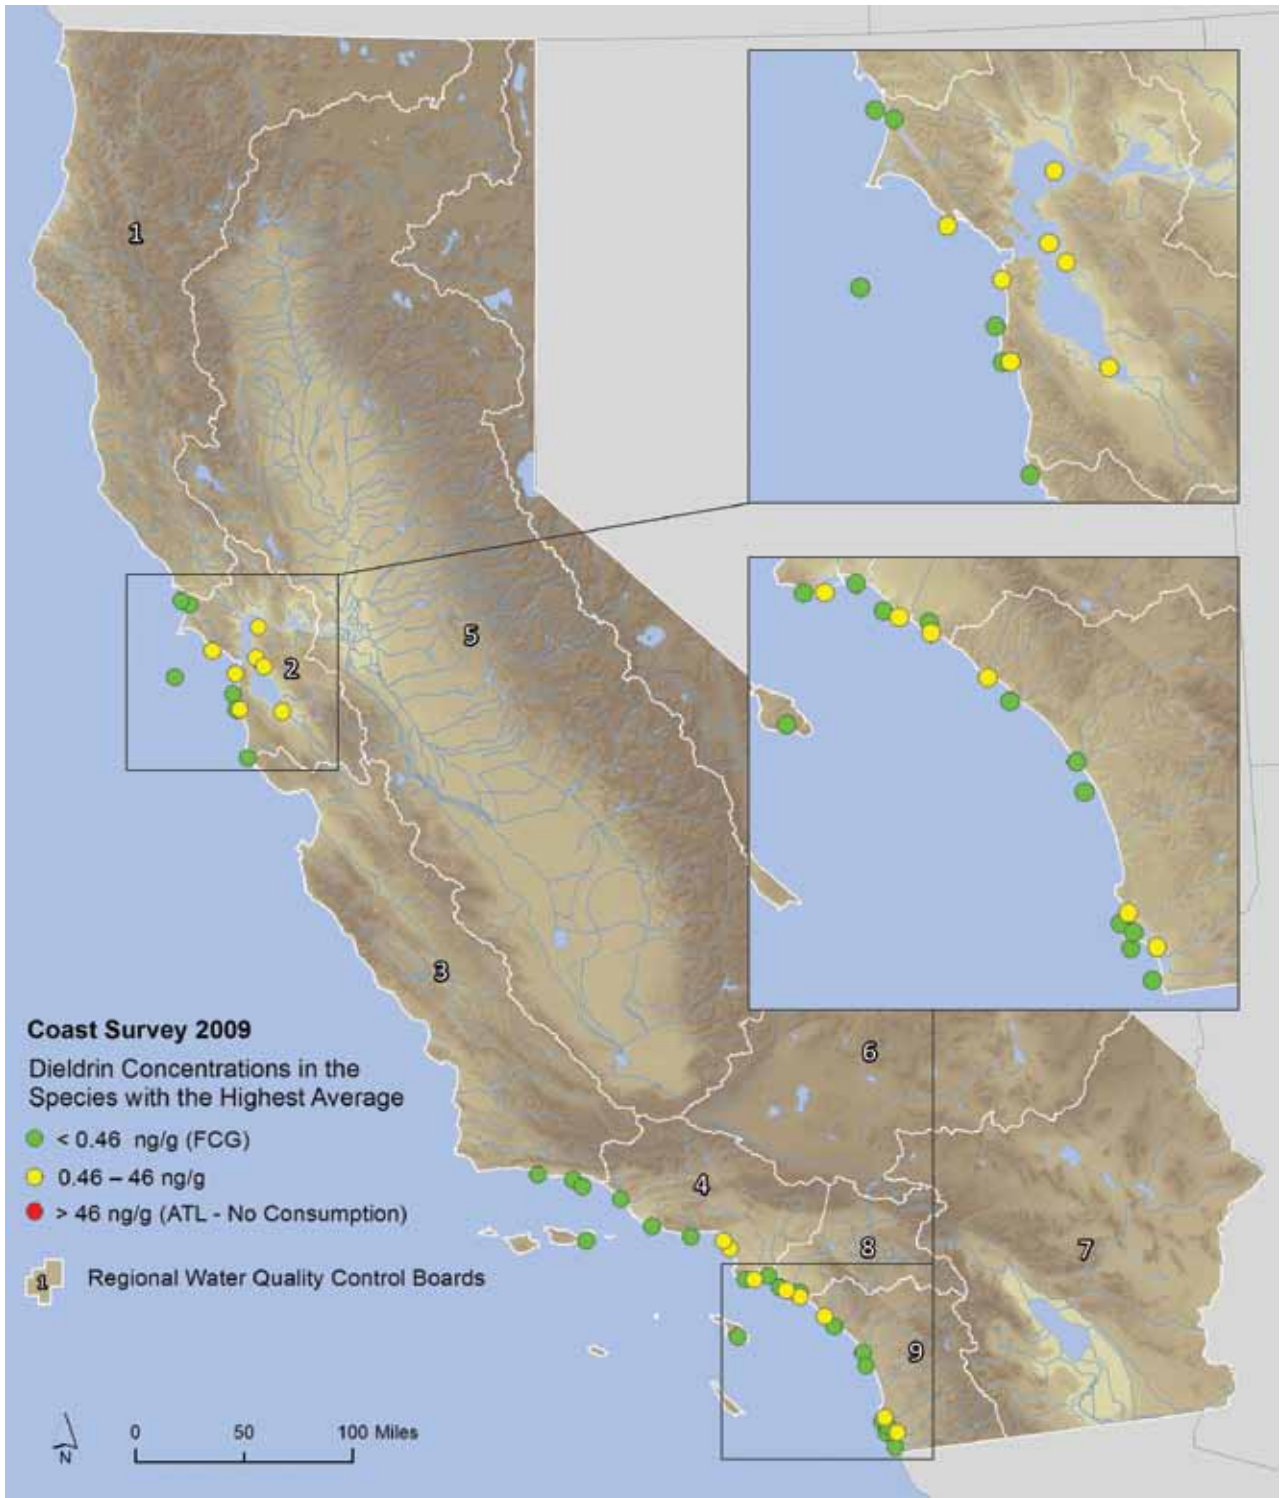 1
5
2
3
6
4
8
7
9
Coast Survey 2009
Dieldrin Concentrations in the
Species with the Highest Average
< 0.46 ng/g (FCG)
0.46 – 46 ng/g
> 46 ng/g (ATL - No Consumption)
1 Regional Water Quality Control Boards
N
0 50 100 Miles